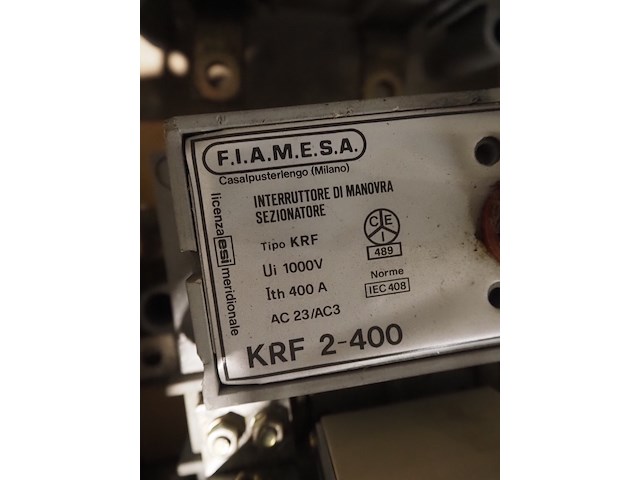 F.I.A.M.E.S.A.
Casalpusterlengo (Milano)
licenza esi meridionale
INTERRUTTORE DI MANOVRA
SEZIONATORE
Tipo KRF
CEI
489
Ui 1000V
Norme
Ith 400 A
IEC 408
AC 23/AC3
KRF 2-400